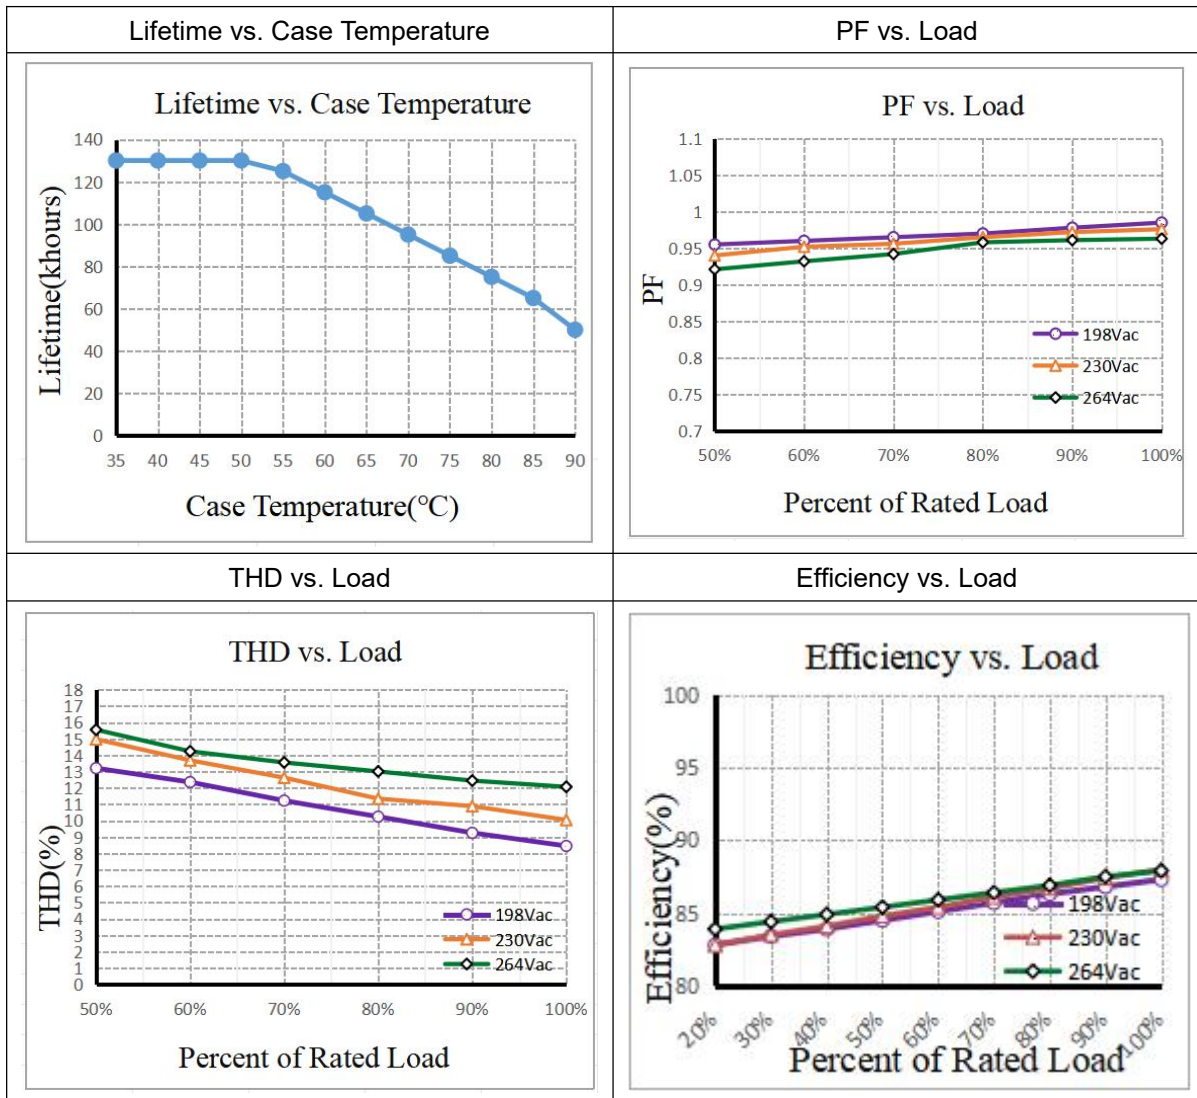 Lifetime vs. Case Temperature
PF vs. Load
Lifetime vs. Case Temperature
140
120
100
80
60
40
20
0
Lifetime(khours)
35 40 45 50 55 60 65 70 75 80 85 90
Case Temperature(°C)
PF vs. Load
1.1
1.05
1
0.95
0.9
0.85
0.8
0.75
0.7
PF
198Vac
230Vac
264Vac
50% 60% 70% 80% 90% 100%
Percent of Rated Load
THD vs. Load
Efficiency vs. Load
THD vs. Load
18
17
16
15
14
13
12
11
10
9
8
7
6
5
4
3
2
1
0
THD(%)
198Vac
230Vac
264Vac
50% 60% 70% 80% 90% 100%
Percent of Rated Load
Efficiency vs. Load
100
95
90
85
80
Efficiency(%)
198Vac
230Vac
264Vac
20% 30% 40% 50% 60% 70% 80% 90% 100%
Percent of Rated Load